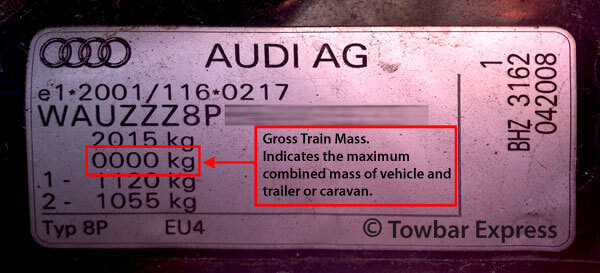 AUDI AG
e1*2001/116*0217
WAUZZZ8P
2015 kg
0000 kg
1 - 1120 kg
2 - 1055 kg
Typ 8P EU4
1
BHZ 3162
042008
Gross Train Mass.
Indicates the maximum
combined mass of vehicle and
trailer or caravan.
© Towbar Express